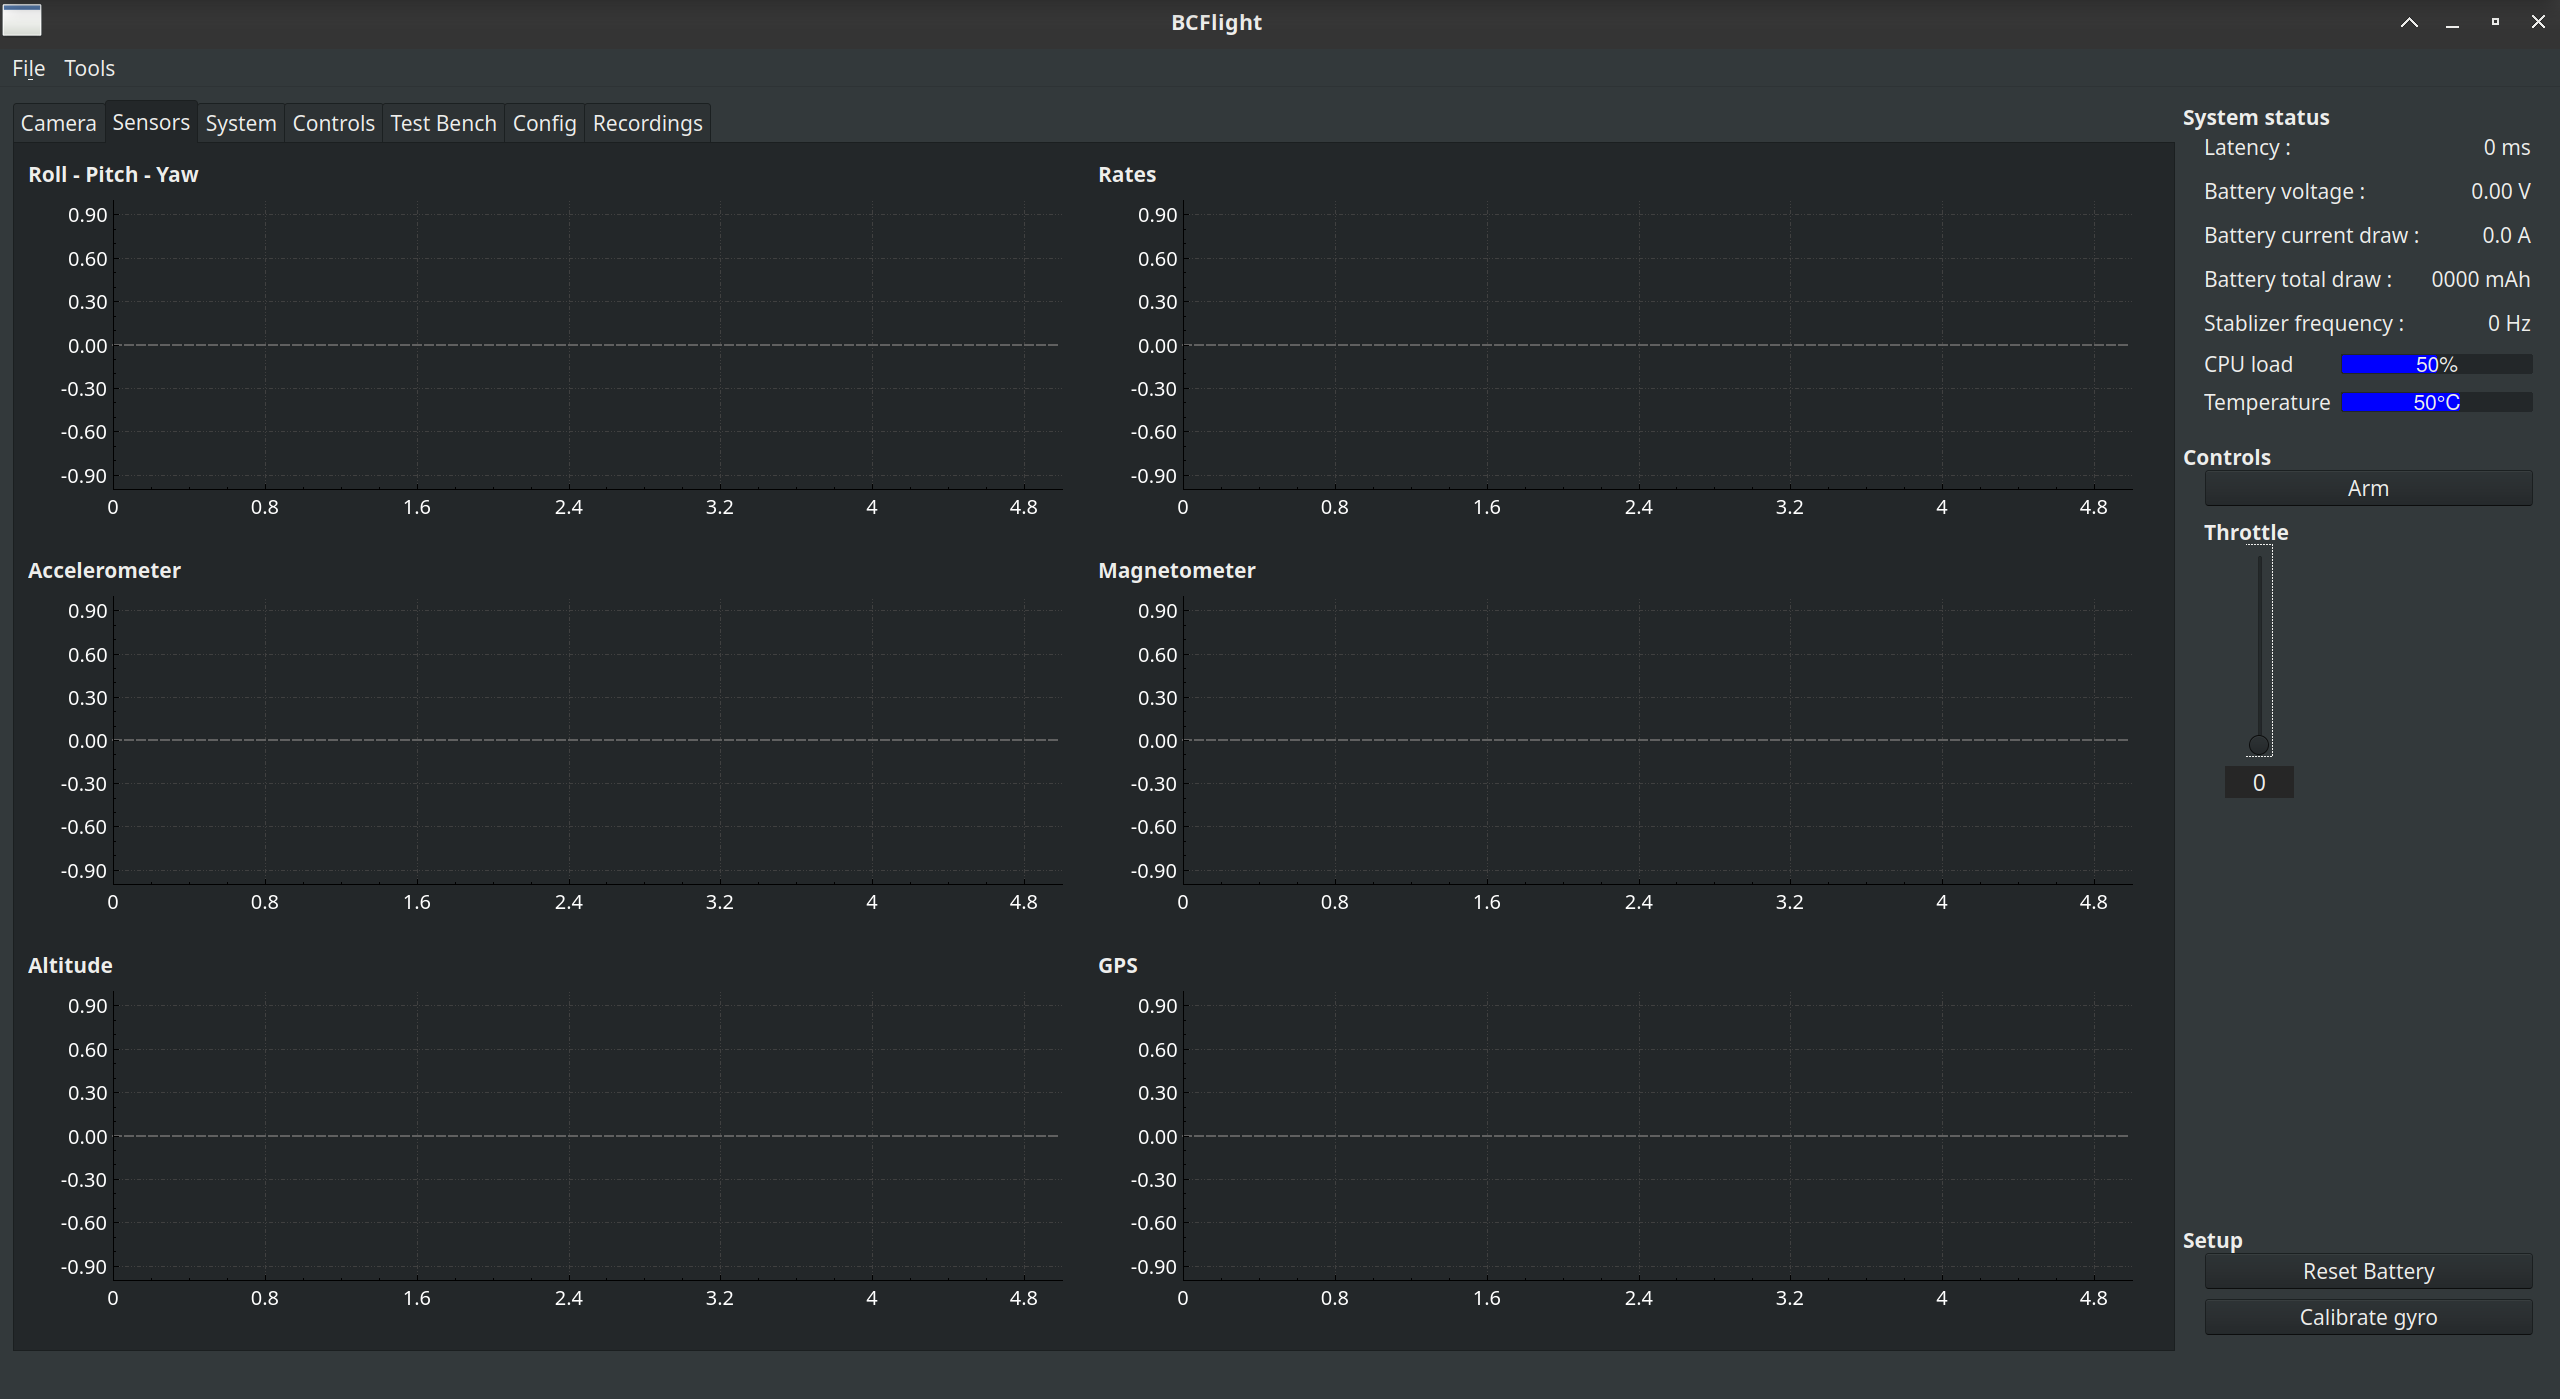 BCFlight
File Tools
Camera Sensors System Controls Test Bench Config Recordings
Roll - Pitch - Yaw
0.90
0.60
0.30
0.00
-0.30
-0.60
-0.90
0 0.8 1.6 2.4 3.2 4 4.8
Rates
0.90
0.60
0.30
0.00
-0.30
-0.60
-0.90
0 0.8 1.6 2.4 3.2 4 4.8
Accelerometer
0.90
0.60
0.30
0.00
-0.30
-0.60
-0.90
0 0.8 1.6 2.4 3.2 4 4.8
Magnetometer
0.90
0.60
0.30
0.00
-0.30
-0.60
-0.90
0 0.8 1.6 2.4 3.2 4 4.8
Altitude
0.90
0.60
0.30
0.00
-0.30
-0.60
-0.90
0 0.8 1.6 2.4 3.2 4 4.8
GPS
0.90
0.60
0.30
0.00
-0.30
-0.60
-0.90
0 0.8 1.6 2.4 3.2 4 4.8
System status
Latency : 0 ms
Battery voltage : 0.00 V
Battery current draw : 0.0 A
Battery total draw : 0000 mAh
Stablizer frequency : 0 Hz
CPU load 50%
Temperature 50°C
Controls
Arm
Throttle
0
Setup
Reset Battery
Calibrate gyro